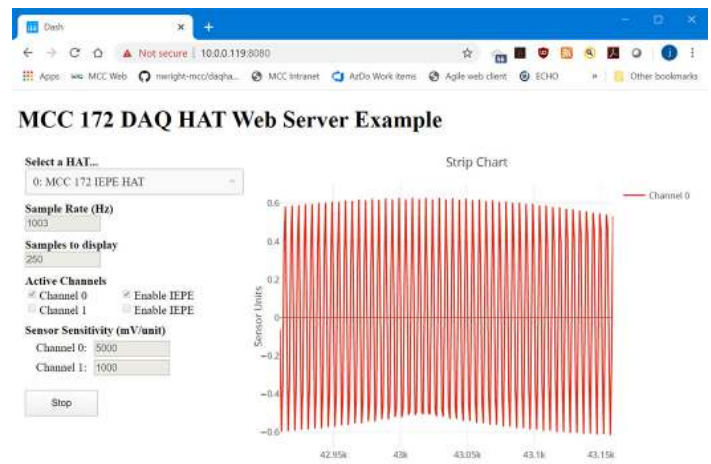 Dash
Not secure | 10.0.0.119:8080
Apps MCC Web nwright-mcc/daqha... MCC Intranet AzDo Work Items Agile web client ECHO » Other bookmarks
MCC 172 DAQ HAT Web Server Example
Select a HAT...
0: MCC 172 IEPE HAT
Sample Rate (Hz)
1003
Samples to display
250
Active Channels
Channel 0 Enable IEPE
Channel 1 Enable IEPE
Sensor Sensitivity (mV/unit)
Channel 0: 5000
Channel 1: 1000
Stop
Strip Chart
Channel 0
Sensor Units
0.6
0.4
0.2
0
−0.2
−0.4
−0.6
42.95k 43k 43.05k 43.1k 43.15k